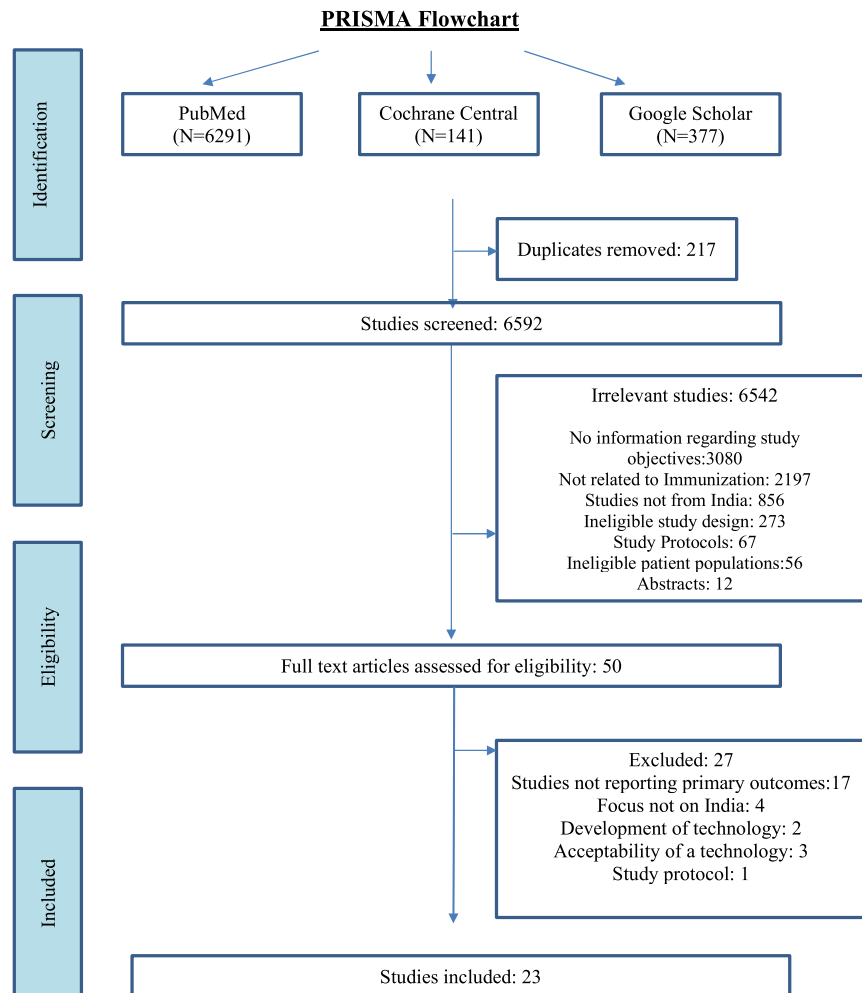 PRISMA Flowchart
Identification
PubMed
(N=6291)
Cochrane Central
(N=141)
Google Scholar
(N=377)
Duplicates removed: 217
Screening
Studies screened: 6592
Irrelevant studies: 6542
No information regarding study
objectives:3080
Not related to Immunization: 2197
Studies not from India: 856
Ineligible study design: 273
Study Protocols: 67
Ineligible patient populations:56
Abstracts: 12
Eligibility
Full text articles assessed for eligibility: 50
Excluded: 27
Studies not reporting primary outcomes:17
Focus not on India: 4
Development of technology: 2
Acceptability of a technology: 3
Study protocol: 1
Included
Studies included: 23